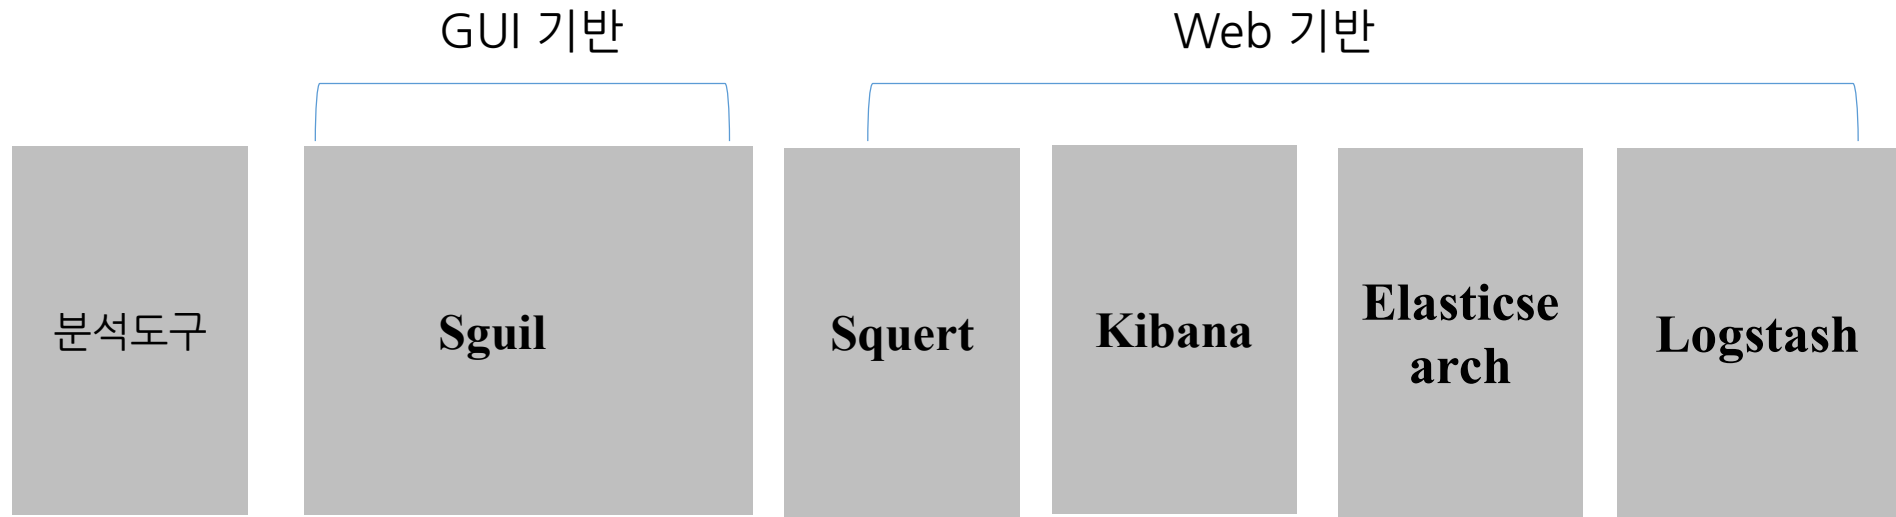 GUI 기반
Web 기반
분석도구
Sguil
Squert
Kibana
Elasticse
arch
Logstash